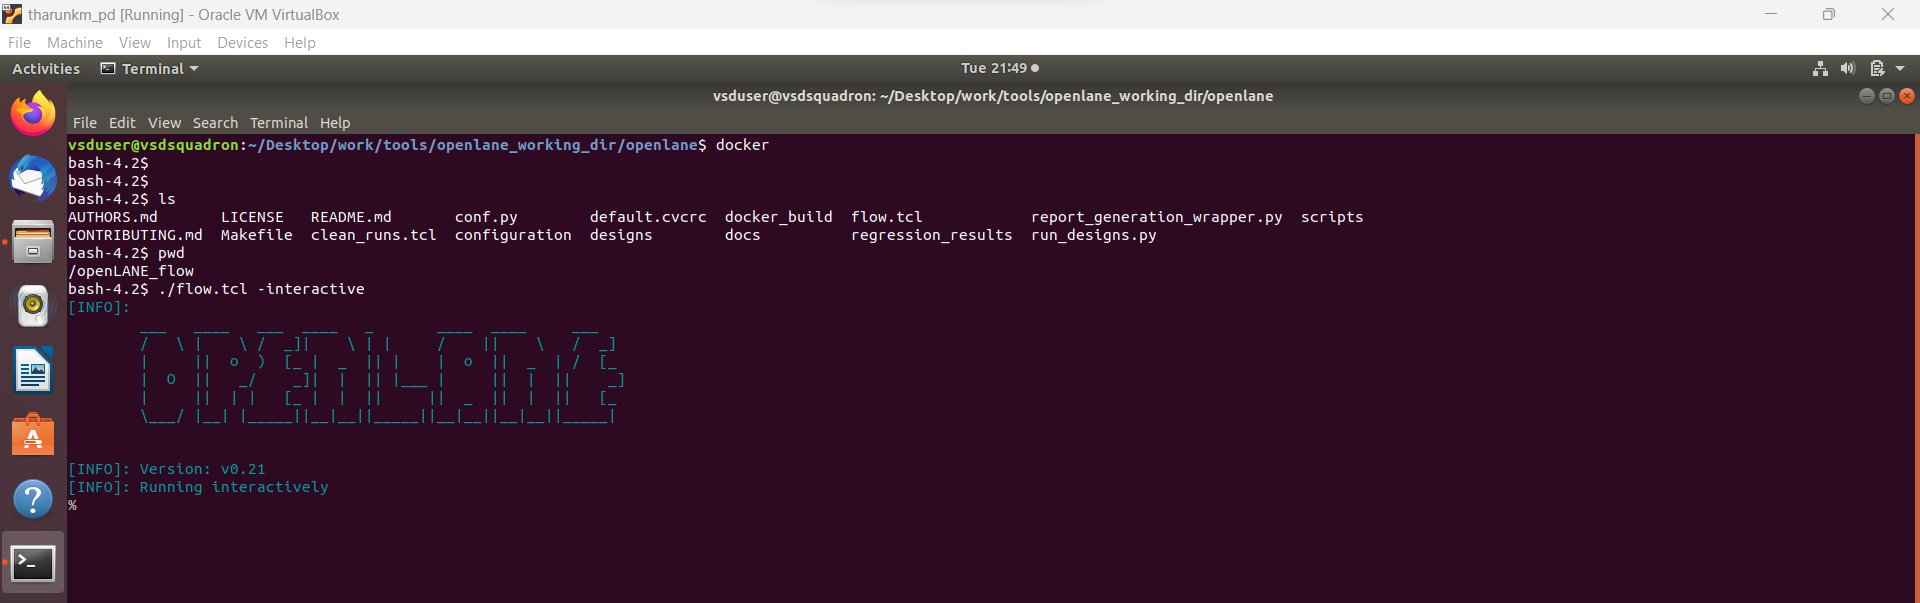 tharunkm_pd [Running] - Oracle VM VirtualBox
File Machine View Input Devices Help
Activities Terminal Tue 21:49
vsduser@vsdsquadron: ~/Desktop/work/tools/openlane_working_dir/openlane
File Edit View Search Terminal Help
vsduser@vsdsquadron:~/Desktop/work/tools/openlane_working_dir/openlane$ docker
bash-4.2$
bash-4.2$
bash-4.2$ ls
AUTHORS.md LICENSE README.md conf.py default.cvcrc docker_build flow.tcl report_generation_wrapper.py scripts
CONTRIBUTING.md Makefile clean_runs.tcl configuration designs docs regression_results run_designs.py
bash-4.2$ pwd
/openLANE_flow
bash-4.2$ ./flow.tcl -interactive
[INFO]:
OPENLANE
[INFO]: Version: v0.21
[INFO]: Running interactively
%